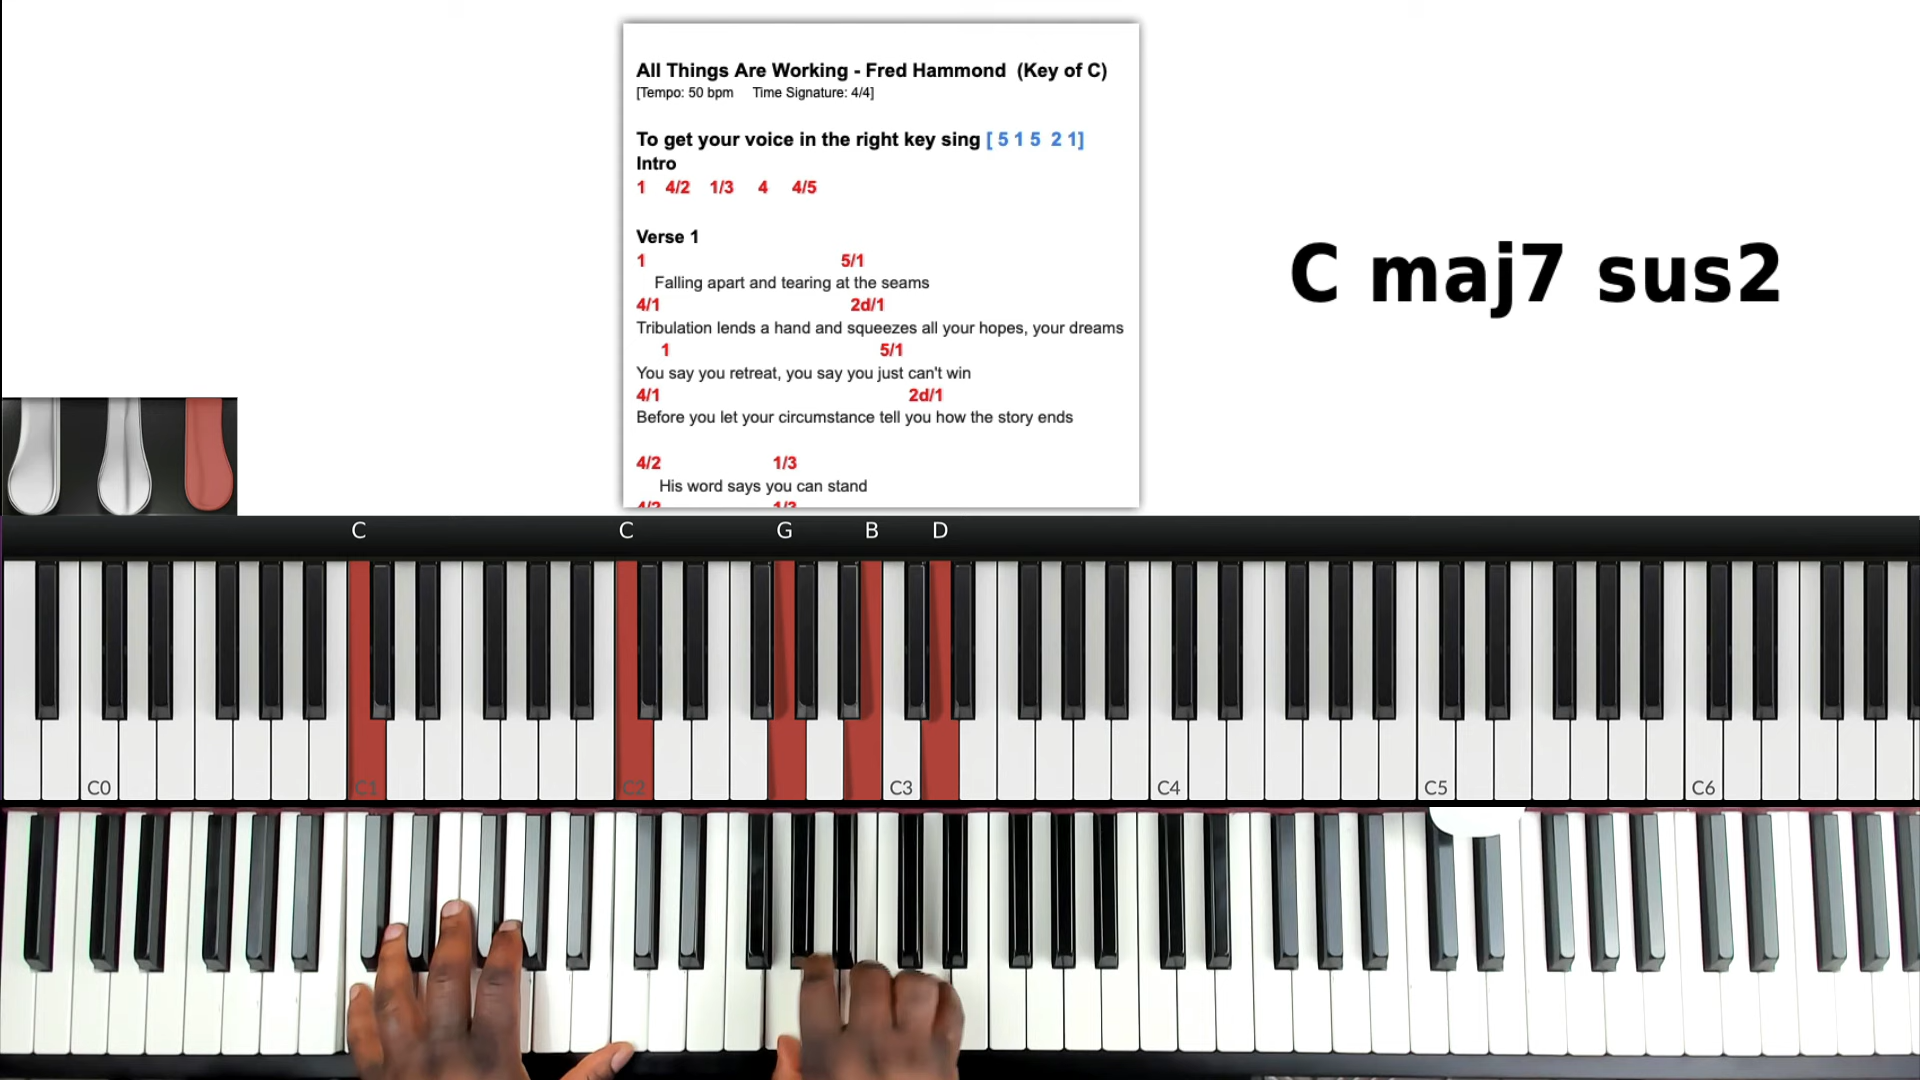 All Things Are Working - Fred Hammond (Key of C)
[Tempo: 50 bpm Time Signature: 4/4]
To get your voice in the right key sing [ 5 1 5 2 1]
Intro
1 4/2 1/3 4 4/5
Verse 1
1 5/1
Falling apart and tearing at the seams
4/1 2d/1
Tribulation lends a hand and squeezes all your hopes, your dreams
1 5/1
You say you retreat, you say you just can't win
4/1 2d/1
Before you let your circumstance tell you how the story ends
4/2 1/3
His word says you can stand
4/2 1/3
C maj7 sus2
C C G B D
C0 C1 C2 C3 C4 C5 C6